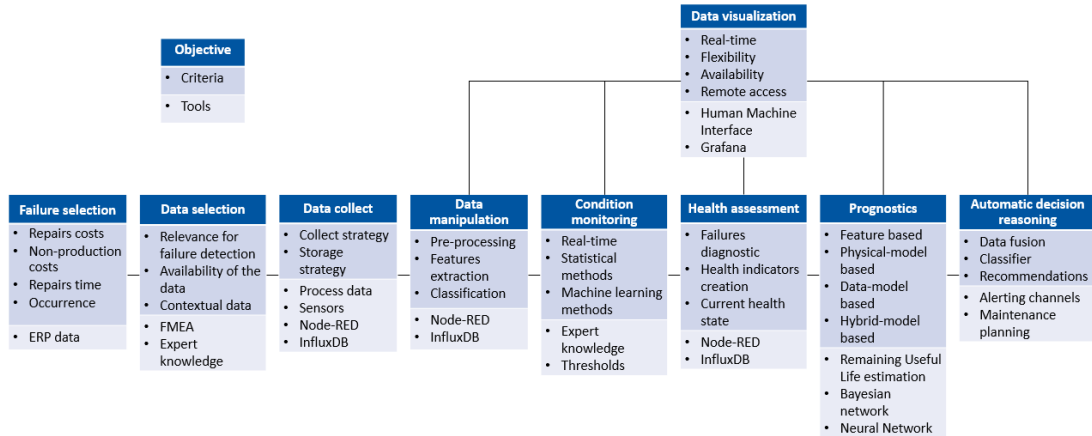 Data visualization
• Real-time
• Flexibility
• Availability
• Remote access
• Human Machine
Interface
• Grafana
Objective
• Criteria
• Tools
Failure selection
• Repairs costs
• Non-production
costs
• Repairs time
• Occurrence
• ERP data
Data selection
• Relevance for
failure detection
• Availability of the
data
• Contextual data
• FMEA
• Expert
knowledge
Data collect
• Collect strategy
• Storage
strategy
• Process data
• Sensors
• Node-RED
• InfluxDB
Data
manipulation
• Pre-processing
• Features
extraction
• Classification
• Node-RED
• InfluxDB
Condition
monitoring
• Real-time
• Statistical
methods
• Machine learning
methods
• Expert
knowledge
• Thresholds
Health assessment
• Failures
diagnostic
• Health indicators
creation
• Current health
state
• Node-RED
• InfluxDB
Prognostics
• Feature based
• Physical-model
based
• Data-model
based
• Hybrid-model
based
• Remaining Useful
Life estimation
• Bayesian
network
• Neural Network
Automatic decision
reasoning
• Data fusion
• Classifier
• Recommendations
• Alerting channels
• Maintenance
planning